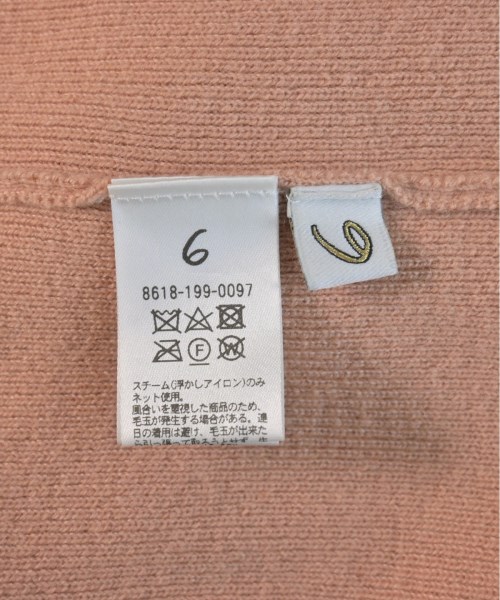 6
6
8618-199-0097
F
W
スチーム(浮かしアイロン)のみ
ネット使用。
風合いを重視した商品のため、
毛玉が発生する場合がある。連
日の着用は避け、毛玉が出来た